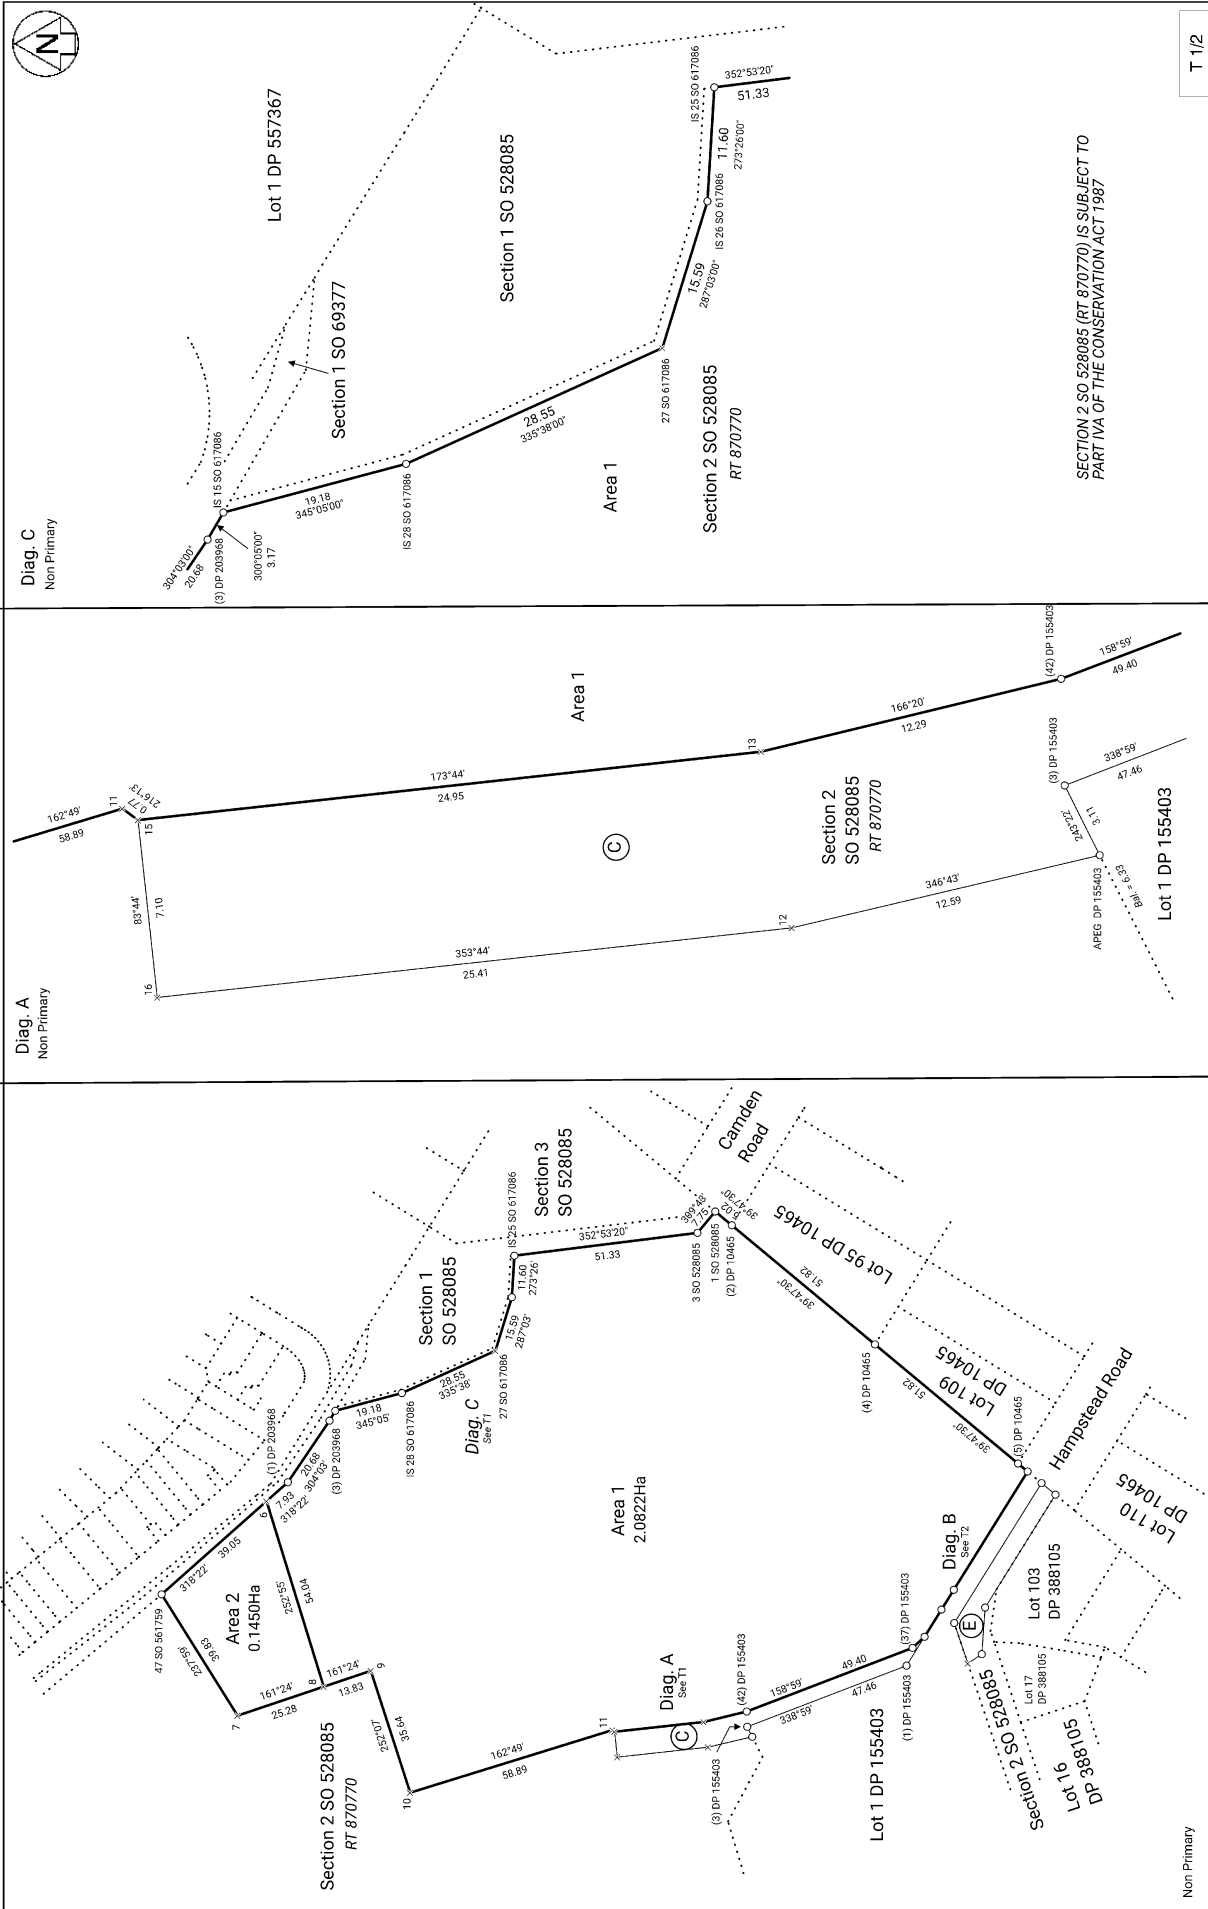 N
Diag. C
Non Primary
Lot 1 DP 557367
Section 1 SO 69377
Section 1 SO 528085
304°03'00"
20.68
(3) DP 203968
IS 15 SO 617086
300°05'00"
3.17
19.18
345°05'00"
IS 28 SO 617086
28.55
335°38'00"
27 SO 617086
15.59
287°03'00"
IS 26 SO 617086
11.60
273°26'00"
IS 25 SO 617086
352°53'20"
51.33
Area 1
Section 2 SO 528085
RT 870770
SECTION 2 SO 528085 (RT 870770) IS SUBJECT TO
PART IVA OF THE CONSERVATION ACT 1987
T 1/2
Diag. A
Non Primary
162°49'
58.89
11
0.77
216°13'
15
83°44'
7.10
16
173°44'
24.95
Area 1
C
353°44'
25.41
13
12
Section 2
SO 528085
RT 870770
166°20'
12.29
(42) DP 155403
158°59'
49.40
346°43'
12.59
(3) DP 155403
338°59'
47.46
243°22'
3.11
APEG DP 155403
Bal. = 6.33
Lot 1 DP 155403
47 SO 561759
318°22'
39.05
237°59'
39.83
Area 2
0.1450Ha
252°55'
54.04
7
161°24'
25.28
8
161°24'
13.83
9
6
(1) DP 203968
7.93
318°22'
20.68
304°03'
(3) DP 203968
19.18
345°05'
IS 28 SO 617086
28.55
335°38'
27 SO 617086
Diag. C
See T1
15.59
287°03'
11.60
273°26'
IS 25 SO 617086
Section 1
SO 528085
Section 3
SO 528085
352°53'20"
51.33
3 SO 528085
309°43'
7.75
1 SO 528085
5.02
39°47'30"
(2) DP 10465
Camden
Road
51.82
39°47'30"
Lot 95 DP 10465
(4) DP 10465
51.82
39°47'30"
Lot 109
DP 10465
(5) DP 10465
Hampstead Road
Lot 110
DP 10465
Section 2 SO 528085
RT 870770
252°07'
35.64
10
162°49'
58.89
11
Area 1
2.0822Ha
Diag. A
See T1
C
(42) DP 155403
(3) DP 155403
158°59'
49.40
338°59'
47.46
(37) DP 155403
(1) DP 155403
Diag. B
See T2
E
Lot 1 DP 155403
Lot 103
DP 388105
Lot 17
DP 388105
Section 2 SO 528085
Lot 16
DP 388105
Non Primary